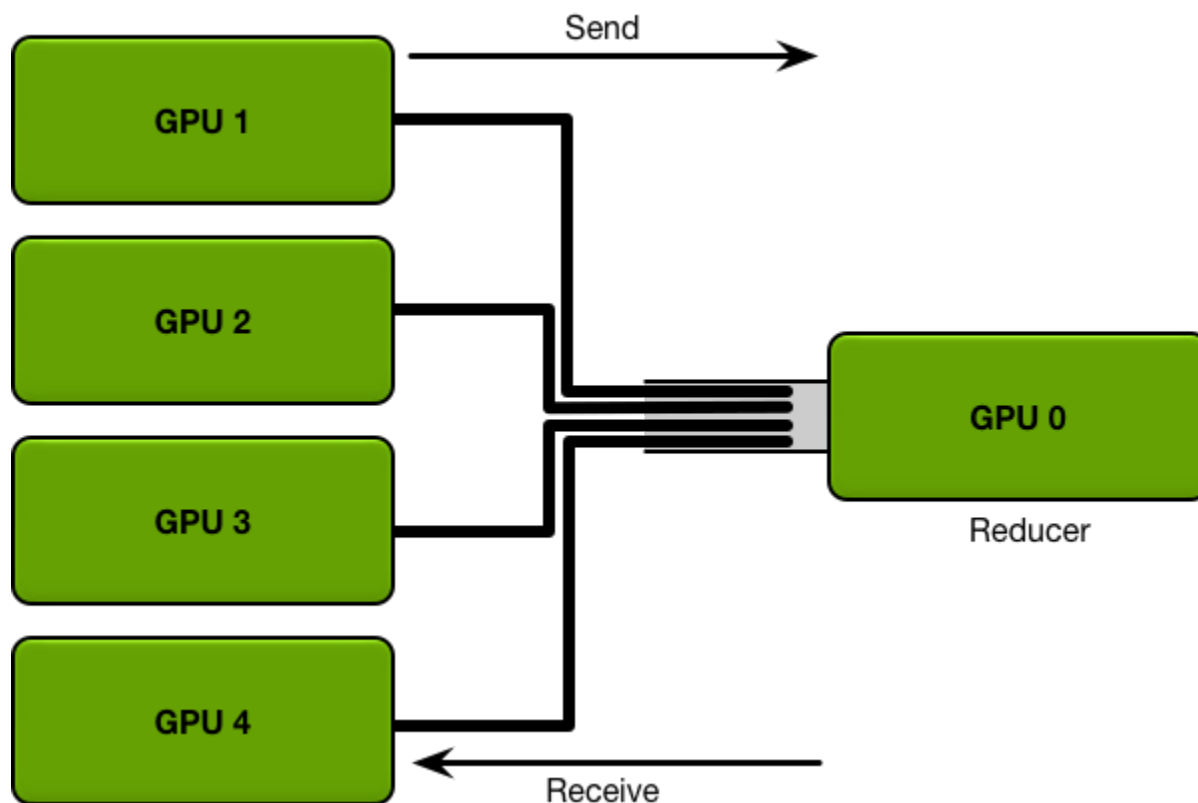 Send
GPU 1
GPU 2
GPU 0
Reducer
GPU 3
GPU 4
Receive